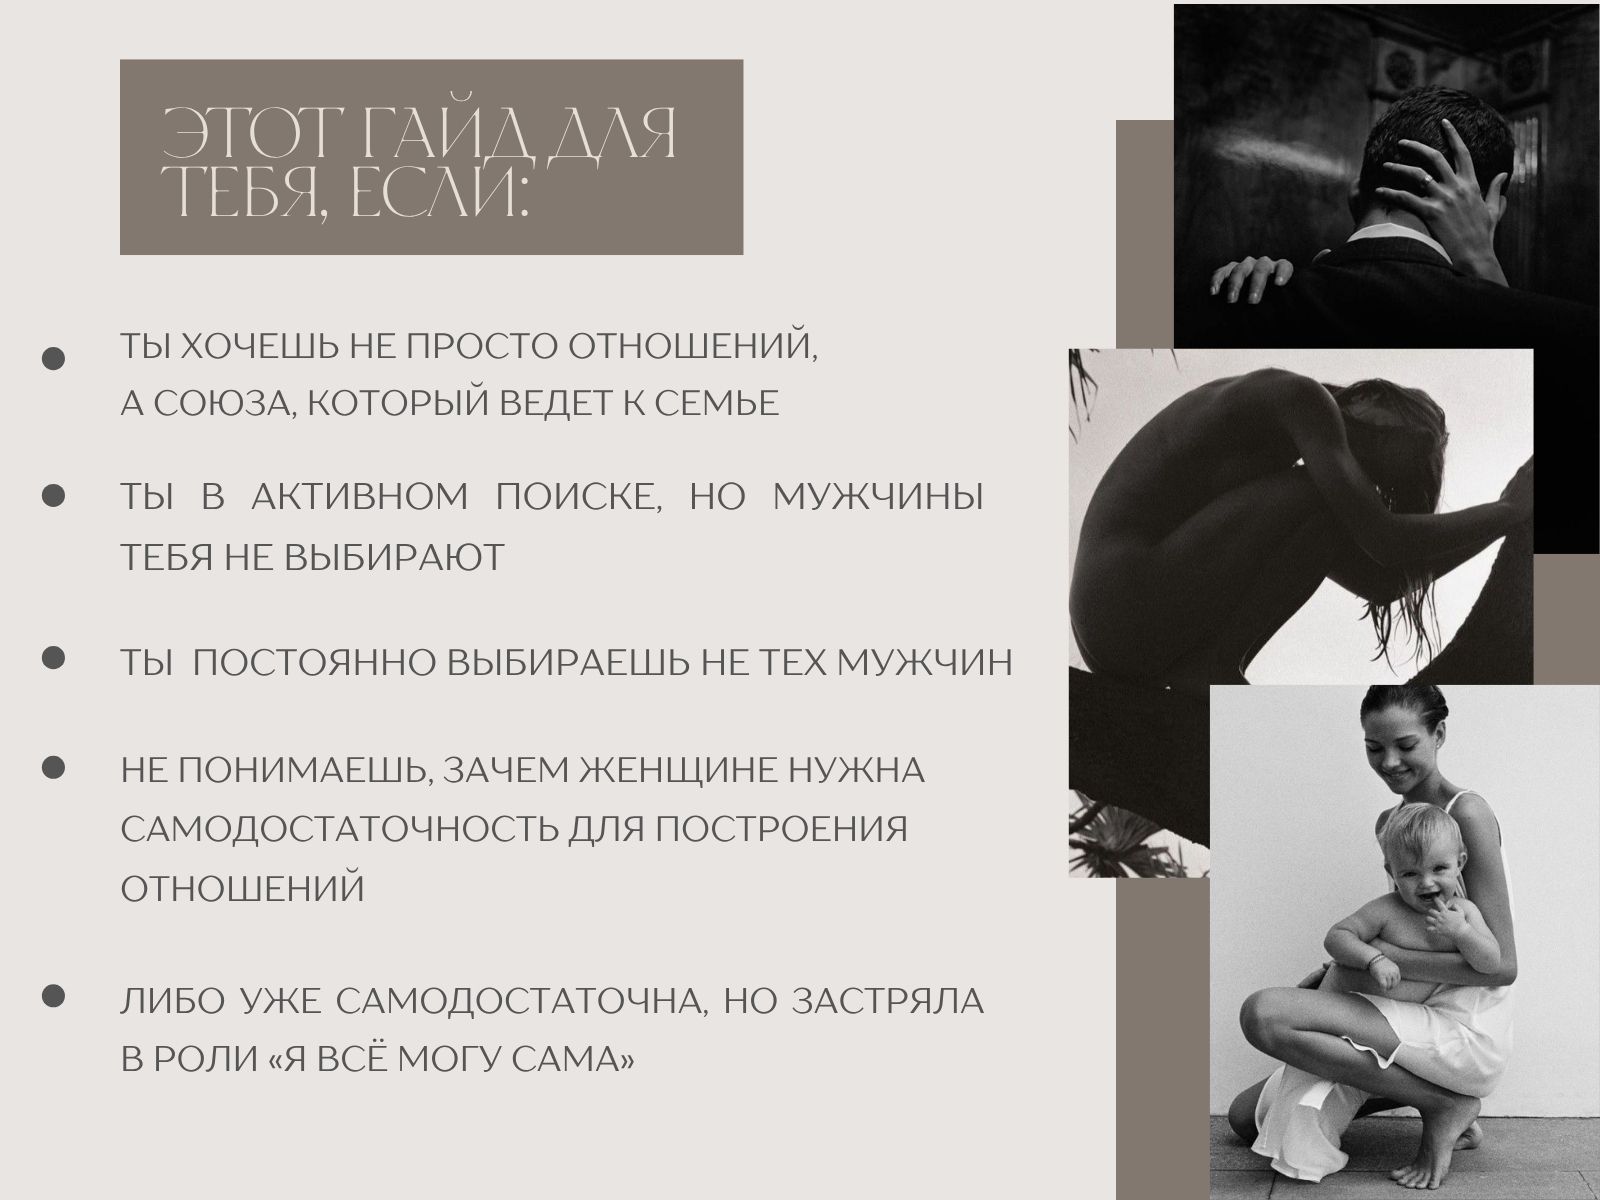 ЭТОТ ГАЙД ДЛЯ
ТЕБЯ, ЕСЛИ:
ТЫ ХОЧЕШЬ НЕ ПРОСТО ОТНОШЕНИЙ,
А СОЮЗА, КОТОРЫЙ ВЕДЕТ К СЕМЬЕ
ТЫ В АКТИВНОМ ПОИСКЕ, НО МУЖЧИНЫ
ТЕБЯ НЕ ВЫБИРАЮТ
ТЫ ПОСТОЯННО ВЫБИРАЕШЬ НЕ ТЕХ МУЖЧИН
НЕ ПОНИМАЕШЬ, ЗАЧЕМ ЖЕНЩИНЕ НУЖНА
САМОДОСТАТОЧНОСТЬ ДЛЯ ПОСТРОЕНИЯ
ОТНОШЕНИЙ
ЛИБО УЖЕ САМОДОСТАТОЧНА, НО ЗАСТРЯЛА
В РОЛИ «Я ВСЁ МОГУ САМА»